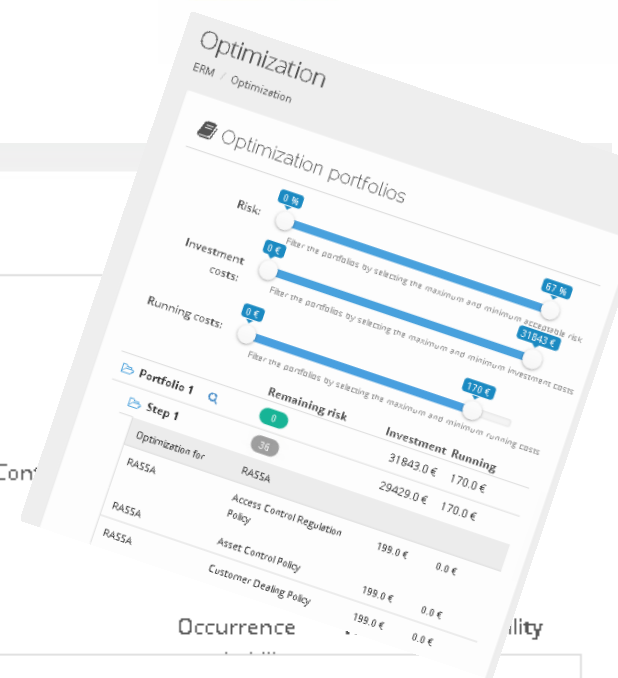 Optimization
ERM / Optimization
Optimization portfolios
Risk:
0 %
67 %
Filter the portfolios by selecting the maximum and minimum acceptable risk
Investment
costs:
0 €
31843 €
Filter the portfolios by selecting the maximum and minimum investment costs
Running costs:
0 €
170 €
Filter the portfolios by selecting the maximum and minimum running costs
Portfolio 1 Remaining risk Investment Running
0 31843.0 € 170.0 €
Step 1 36 29429.0 € 170.0 €
Optimization for RASSA
RASSA Access Control Regulation
Policy 199.0 € 0.0 €
RASSA Asset Control Policy 199.0 € 0.0 €
RASSA Customer Dealing Policy 199.0 € 0.0 €
Occurrence